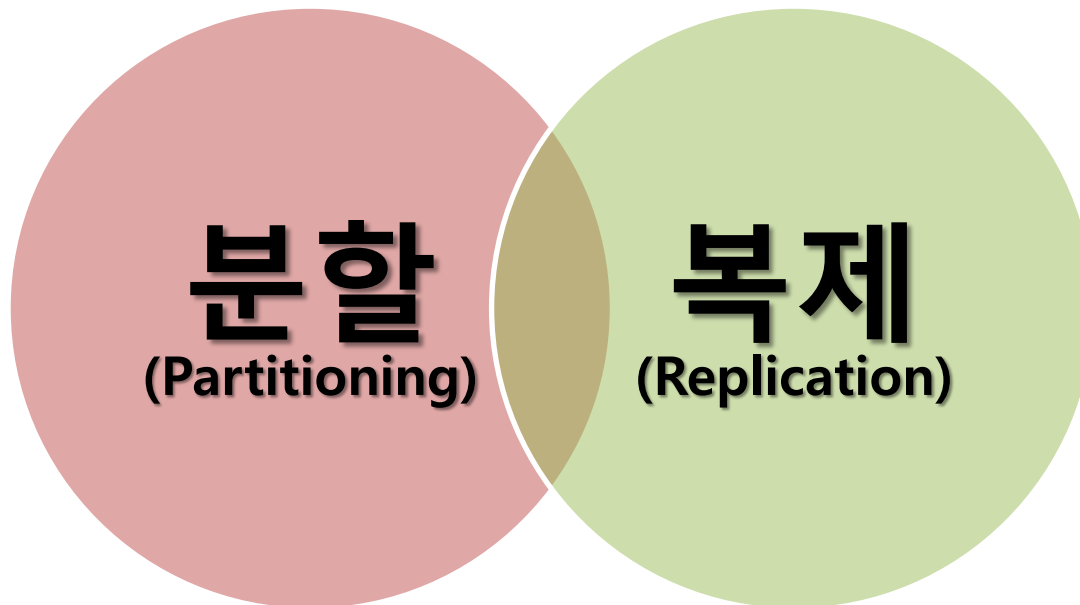 분할
(Partitioning)
복제
(Replication)